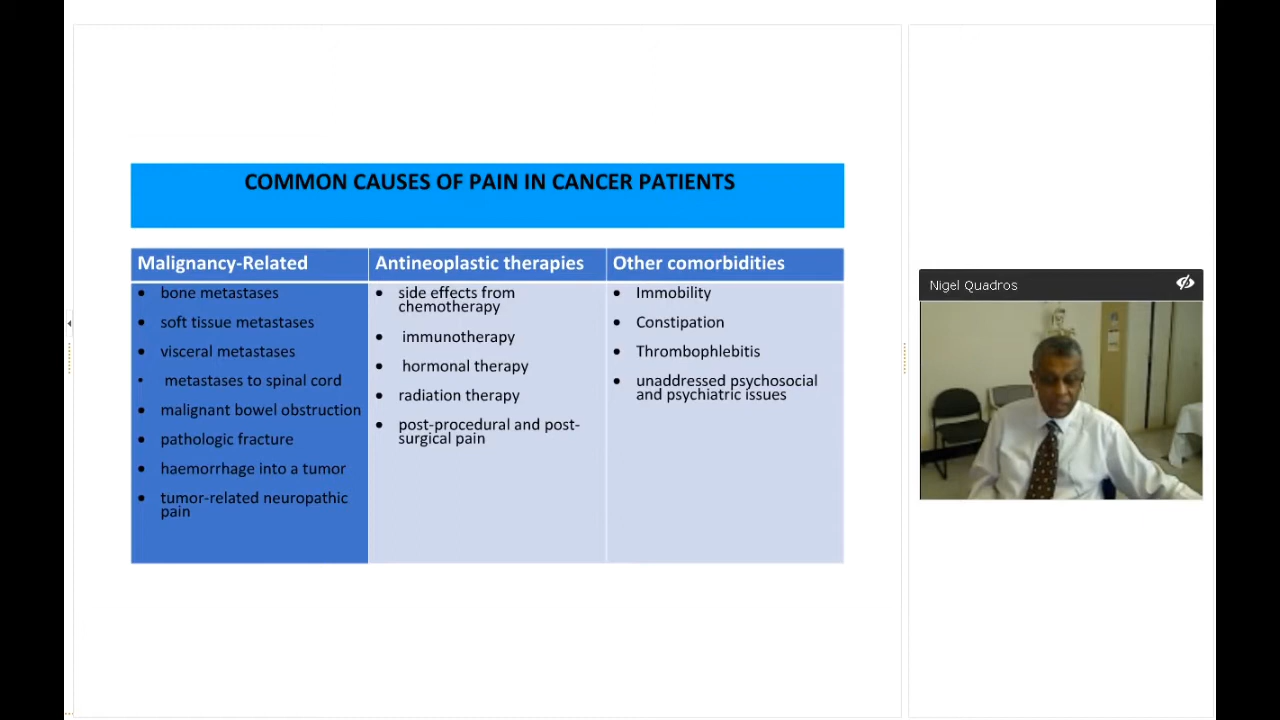 COMMON CAUSES OF PAIN IN CANCER PATIENTS
Malignancy-Related
bone metastases
soft tissue metastases
visceral metastases
metastases to spinal cord
malignant bowel obstruction
pathologic fracture
haemorrhage into a tumor
tumor-related neuropathic
pain
Antineoplastic therapies
side effects from
chemotherapy
immunotherapy
hormonal therapy
radiation therapy
post-procedural and post-
surgical pain
Other comorbidities
Immobility
Constipation
Thrombophlebitis
unaddressed psychosocial
and psychiatric issues
Nigel Quadros